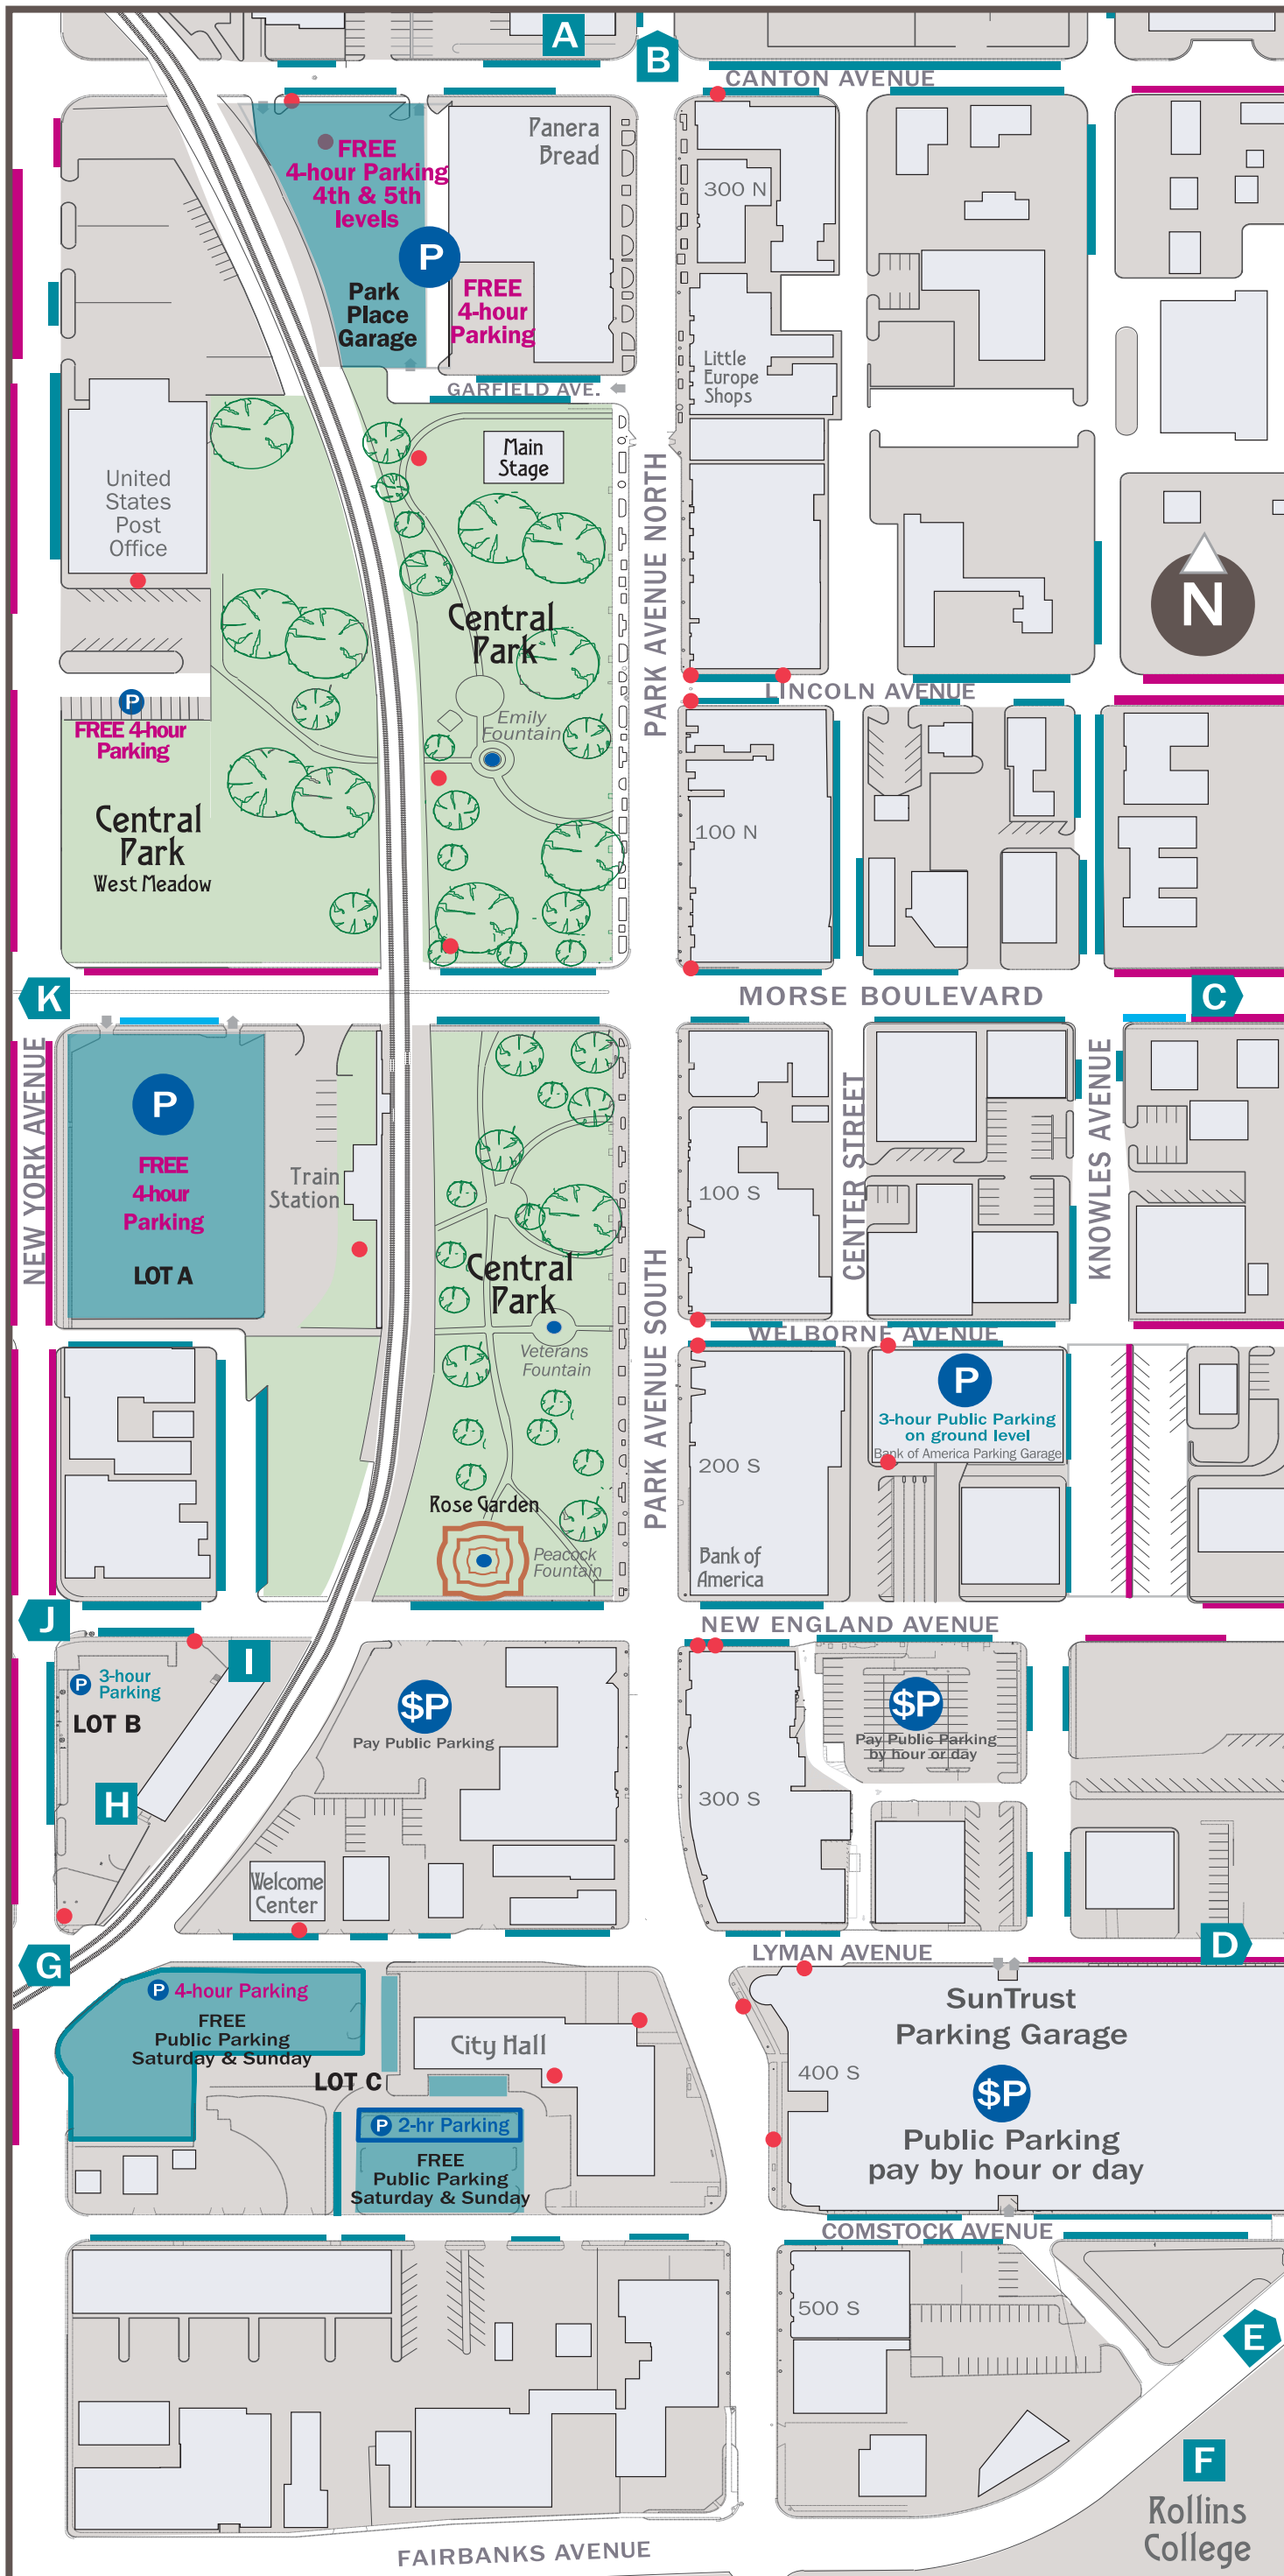 A
B
CANTON AVENUE
Panera
Bread
FREE
4-hour Parking
4th & 5th
levels
P
Park
Place
Garage
FREE
4-hour
Parking
300 N
Little
Europe
Shops
GARFIELD AVE.
Main
Stage
United
States
Post
Office
PARK AVENUE NORTH
N
Central
Park
LINCOLN AVENUE
P
FREE 4-hour
Parking
Emily
Fountain
Central
Park
West Meadow
100 N
K
MORSE BOULEVARD
C
NEW YORK AVENUE
P
FREE
4-hour
Parking
LOT A
Train
Station
100 S
CENTER STREET
KNOWLES AVENUE
Central
Park
Veterans
Fountain
PARK AVENUE SOUTH
WELBORNE AVENUE
P
3-hour Public Parking
on ground level
Bank of America Parking Garage
200 S
Rose Garden
Peacock
Fountain
Bank of
America
J
NEW ENGLAND AVENUE
I
P 3-hour
Parking
LOT B
H
$P
Pay Public Parking
$P
Pay Public Parking
by hour or day
300 S
Welcome
Center
G
LYMAN AVENUE
D
P 4-hour Parking
FREE
Public Parking
Saturday & Sunday
LOT C
City Hall
P 2-hr Parking
FREE
Public Parking
Saturday & Sunday
SunTrust
Parking Garage
400 S
$P
Public Parking
pay by hour or day
COMSTOCK AVENUE
500 S
E
F
Rollins
College
FAIRBANKS AVENUE